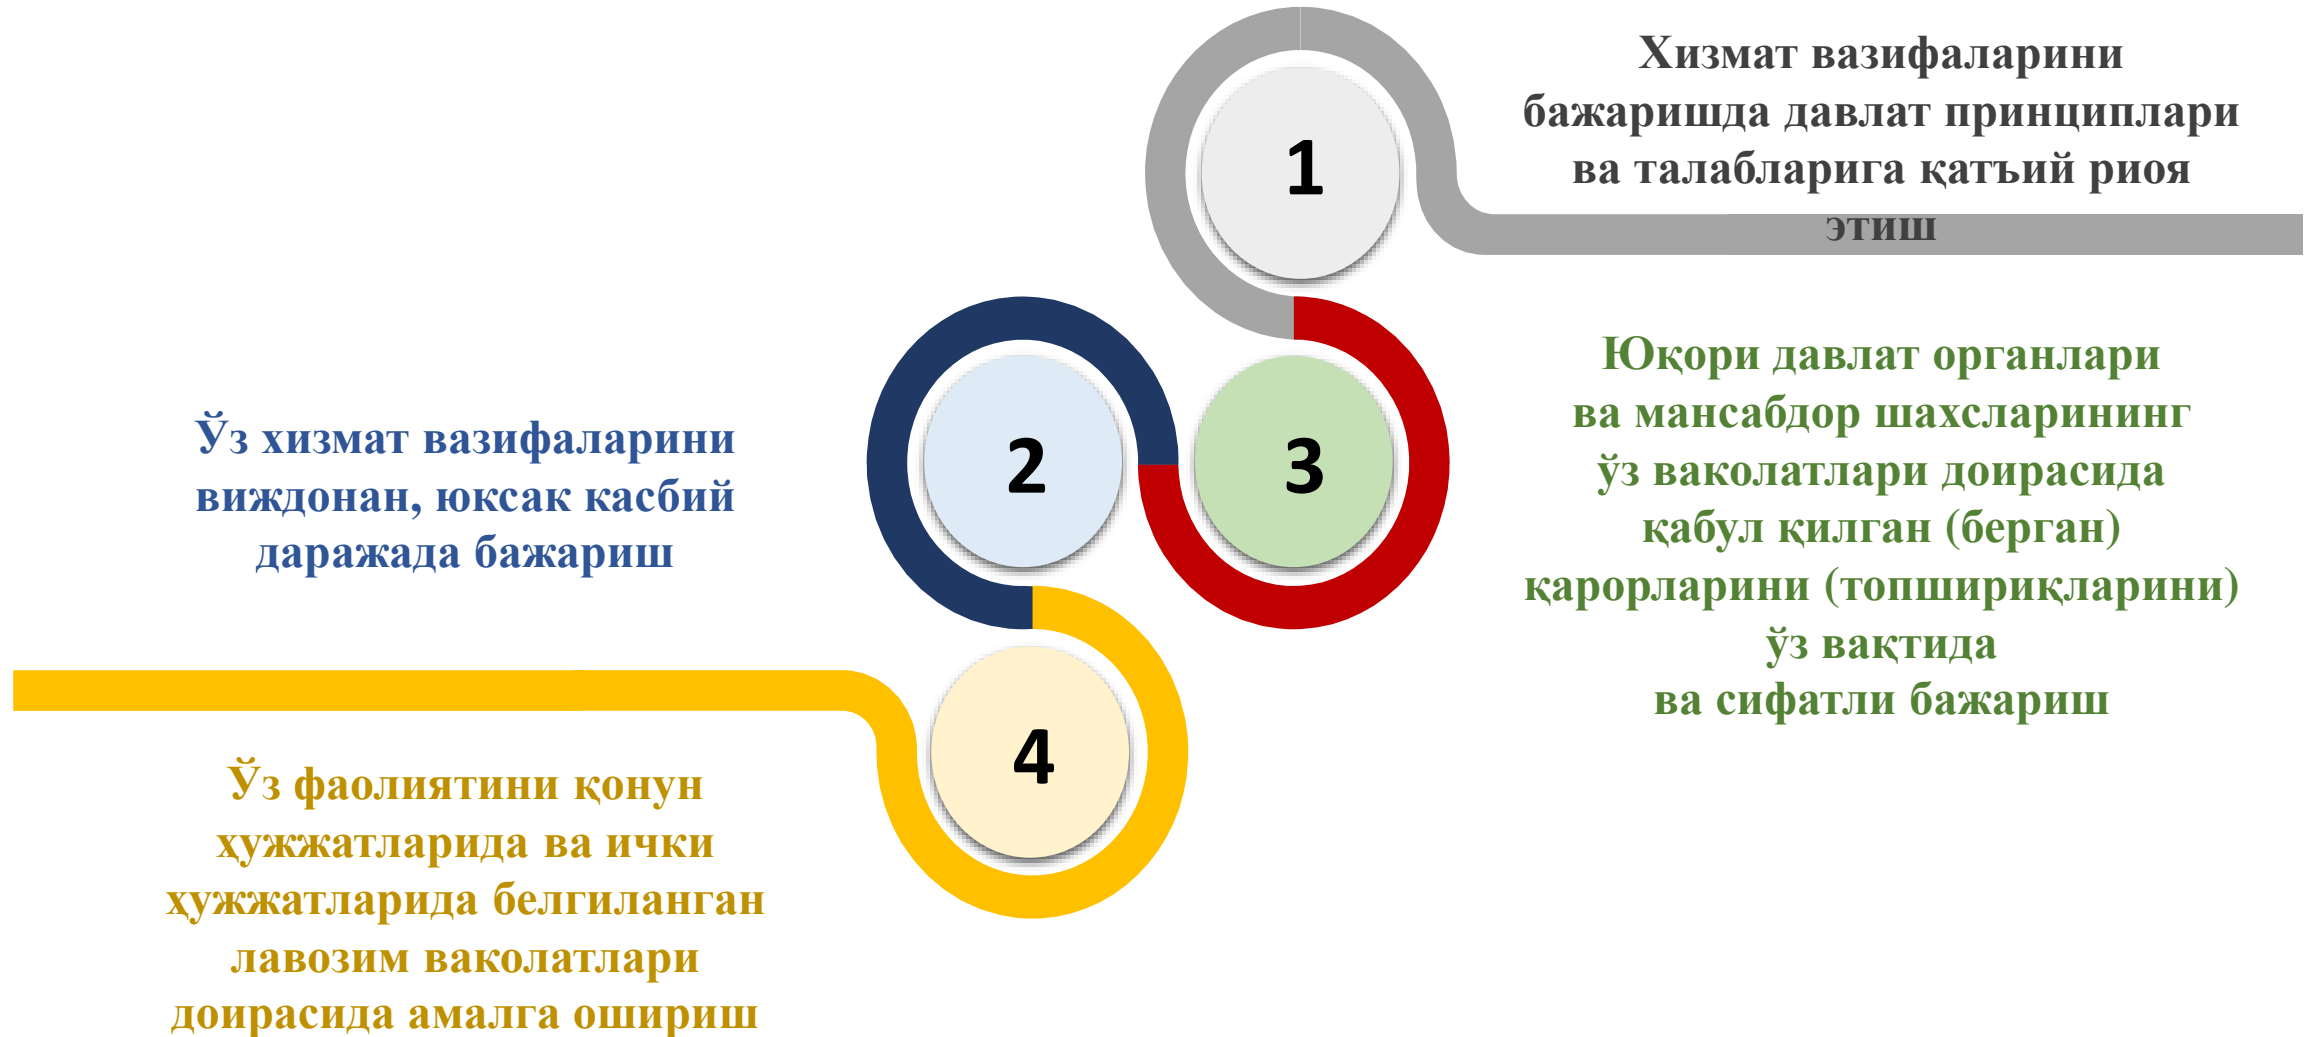 1
Хизмат вазифаларини
бажаришда давлат принциплари
ва талабларига қатъий риоя
этиш
2
Ўз хизмат вазифаларини
виждонан, юксак касбий
даражада бажариш
3
Юқори давлат органлари
ва мансабдор шахсларининг
ўз ваколатлари доирасида
қабул қилган (берган)
қарорларини (топшириқларини)
ўз вақтида
ва сифатли бажариш
4
Ўз фаолиятини қонун
ҳужжатларида ва ички
ҳужжатларида белгиланган
лавозим ваколатлари
доирасида амалга ошириш